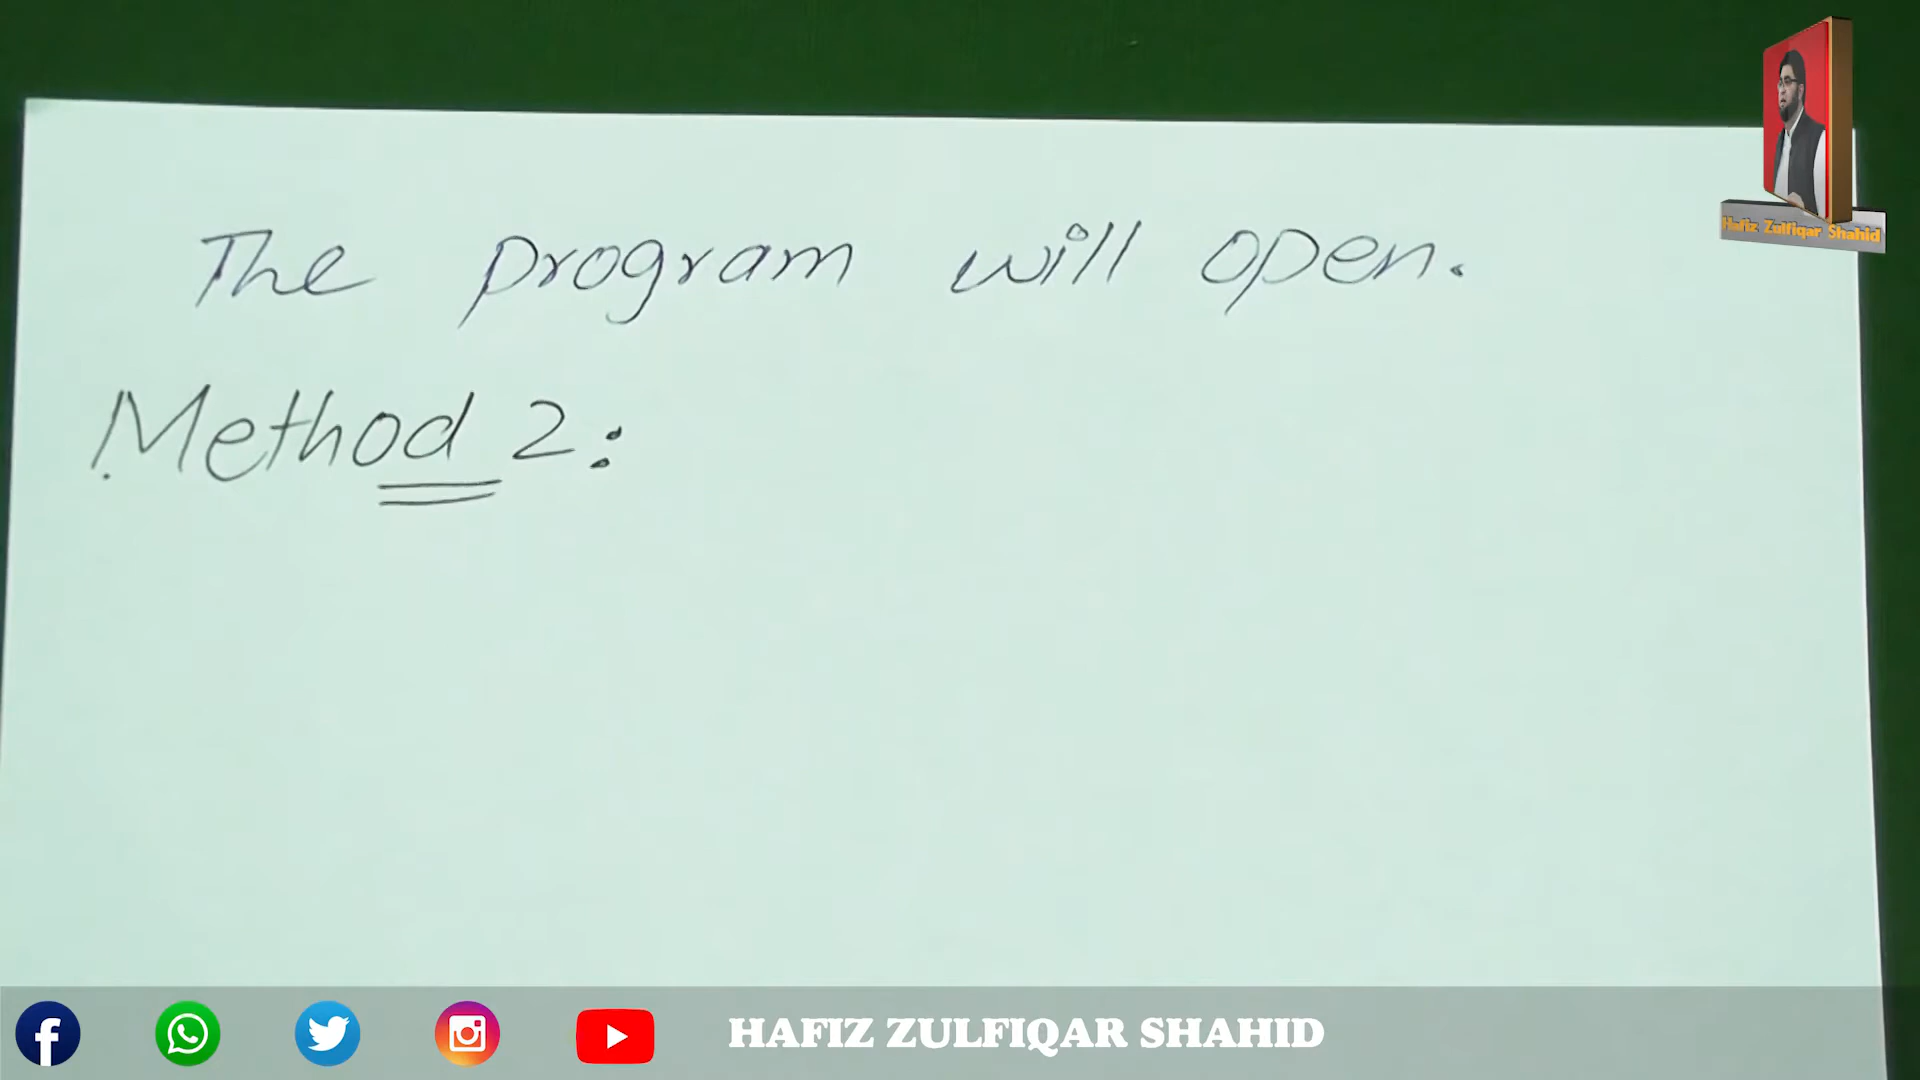 Hafiz Zulfiqar Shahid
The program will open.
Method 2:
HAFIZ ZULFIQAR SHAHID